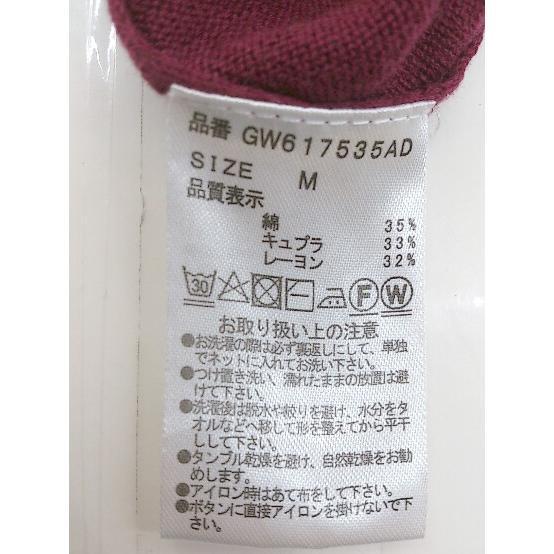 品番 GW617535AD
SIZE M
品質表示
綿 35%
キュプラ 33%
レーヨン 32%
30 F W
お取り扱い上の注意
●お洗濯の際は必ず裏返しにして、単独
でネットに入れてお洗い下さい。
●つけ置き洗い、濡れたままの放置は避
けて下さい。
●洗濯後は脱水や絞りを避け、水分をタ
オルなどへ移して形を整えてから平干
しして下さい。
●タンブル乾燥を避け、自然乾燥をお勧
めします。
●アイロン時はあて布をして下さい。
●ボタンに直接アイロンを掛けないで下
さい。